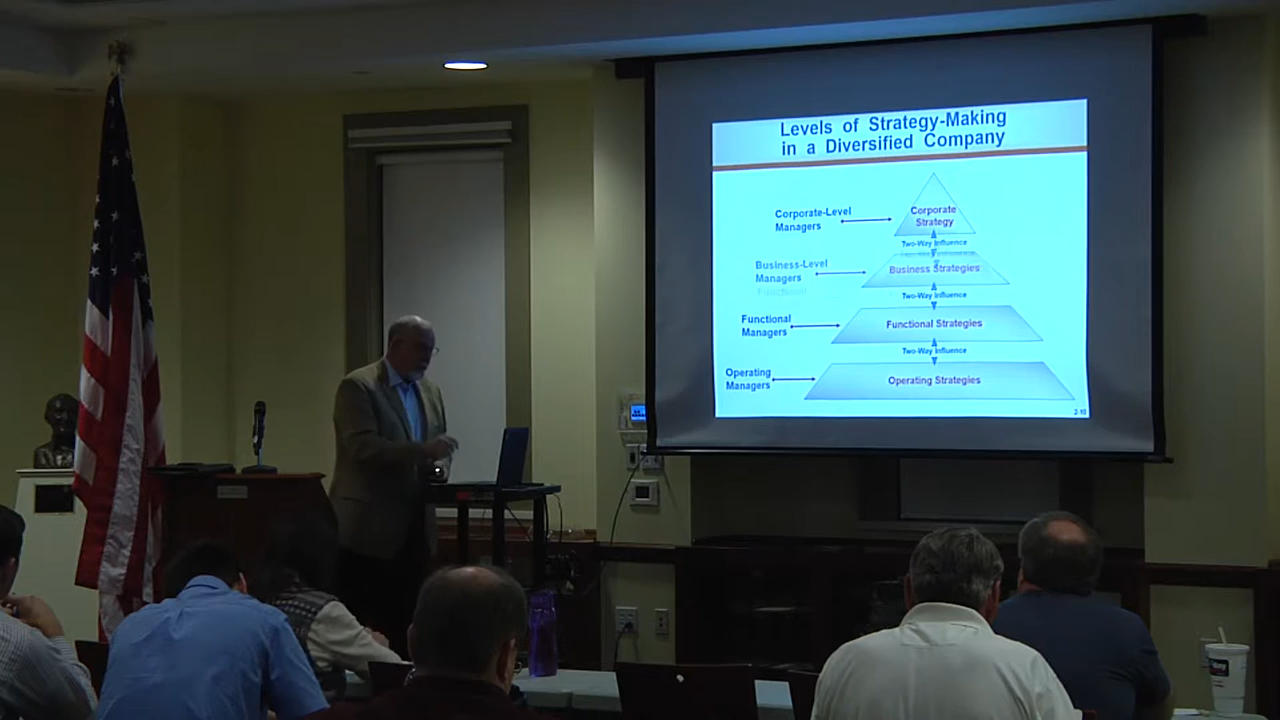 Levels of Strategy-Making
in a Diversified Company
Corporate-Level
Managers
Corporate
Strategy
Two-Way Influence
Business-Level
Managers
Functional
Business Strategies
Two-Way Influence
Functional
Managers
Functional Strategies
Two-Way Influence
Operating
Managers
Operating Strategies
2-10